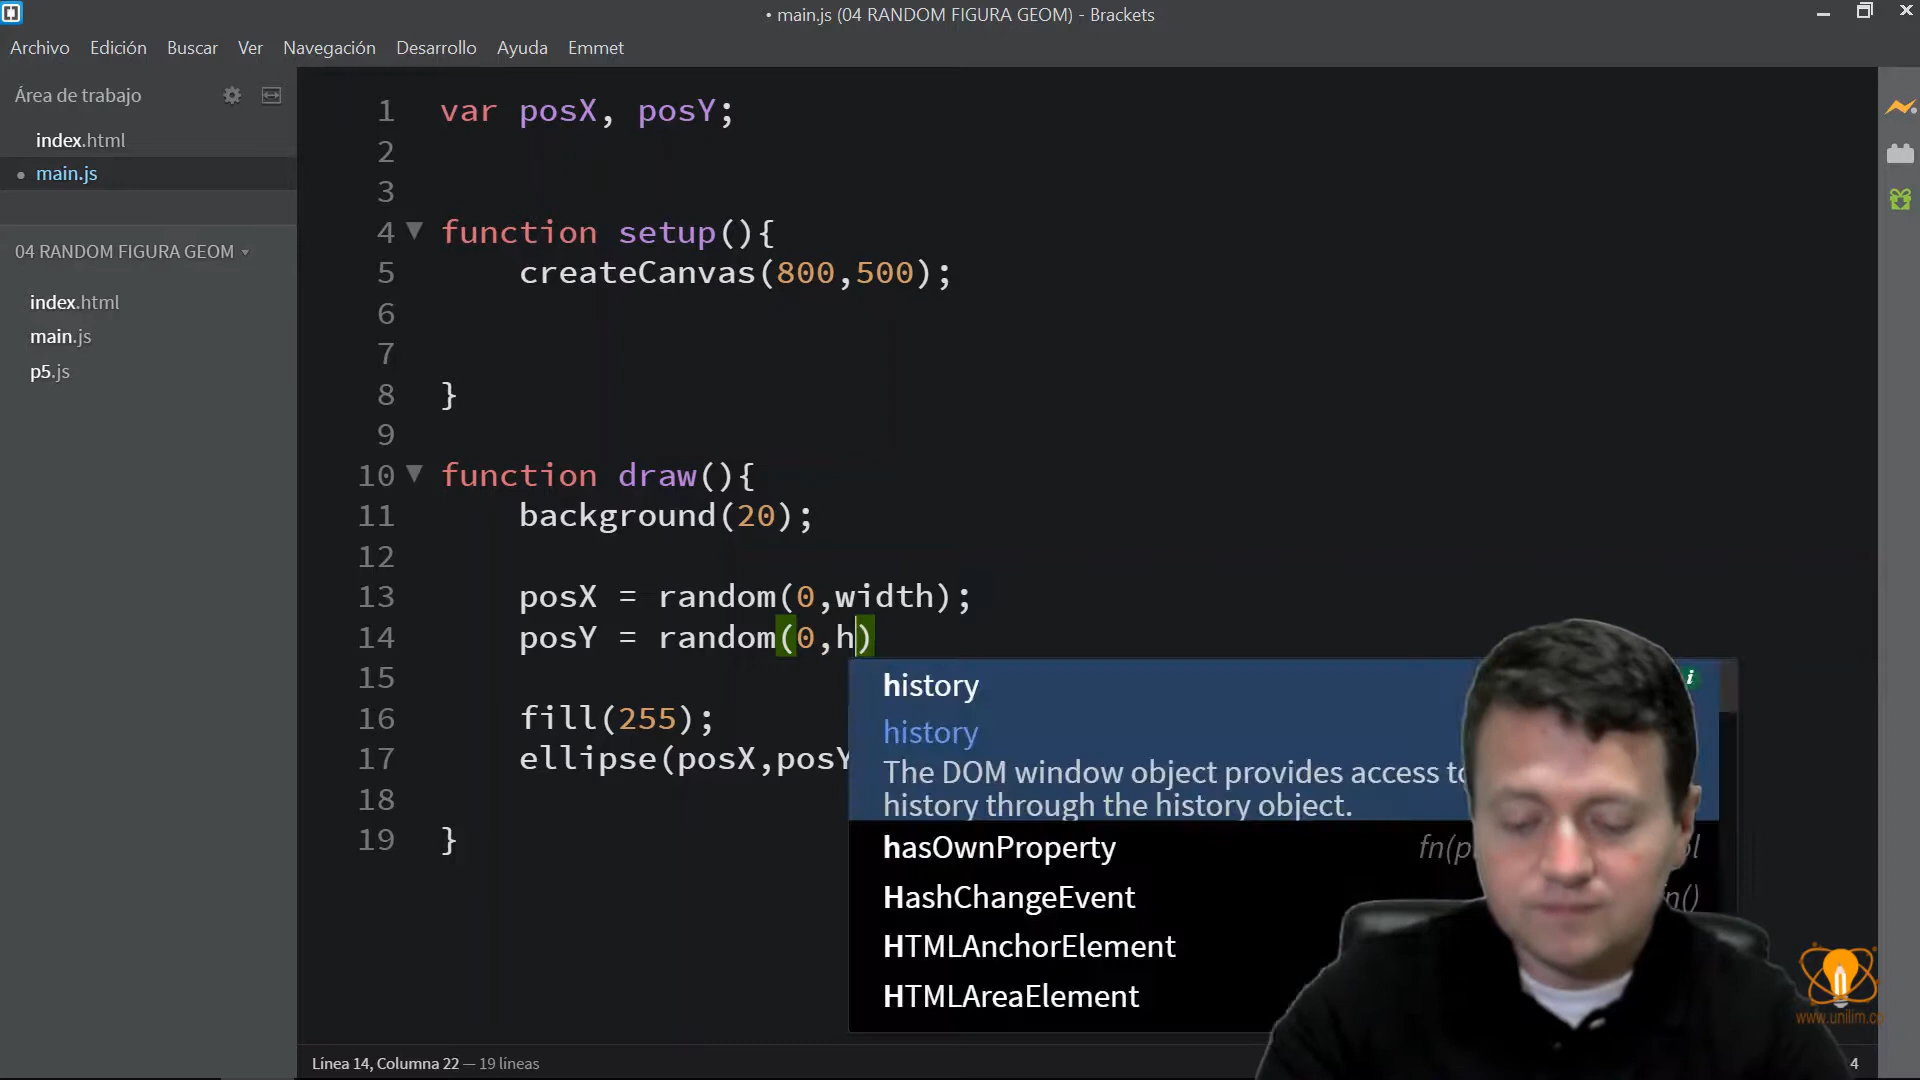 • main.js (04 RANDOM FIGURA GEOM) - Brackets
Archivo Edición Buscar Ver Navegación Desarrollo Ayuda Emmet
Área de trabajo
index.html
• main.js
04 RANDOM FIGURA GEOM
index.html
main.js
p5.js
1 var posX, posY;
2
3
4 function setup(){
5 createCanvas(800,500);
6
7
8 }
9
10 function draw(){
11 background(20);
12
13 posX = random(0,width);
14 posY = random(0,h)
15
16 fill(255);
17 ellipse(posX,posY
18
19 }
history
history
The DOM window object provides access to
history through the history object.
hasOwnProperty
HashChangeEvent
HTMLAnchorElement
HTMLAreaElement
Línea 14, Columna 22 — 19 líneas
4